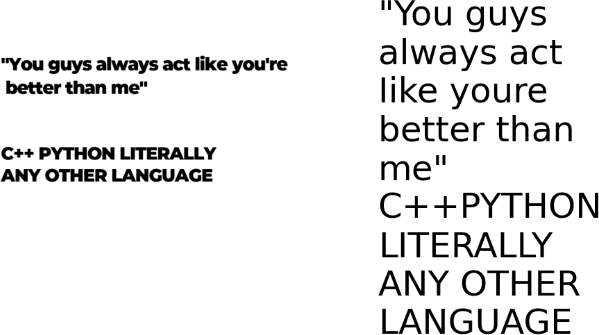 "You guys always act like you're
better than me"
C++ PYTHON LITERALLY
ANY OTHER LANGUAGE
"You guys
always act
like youre
better than
me"
C++PYTHON
LITERALLY
ANY OTHER
LANGUAGE